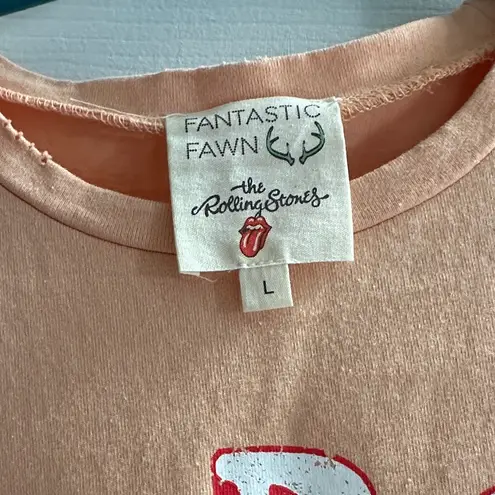 FANTASTIC
FAWN
the
Rolling Stones
L